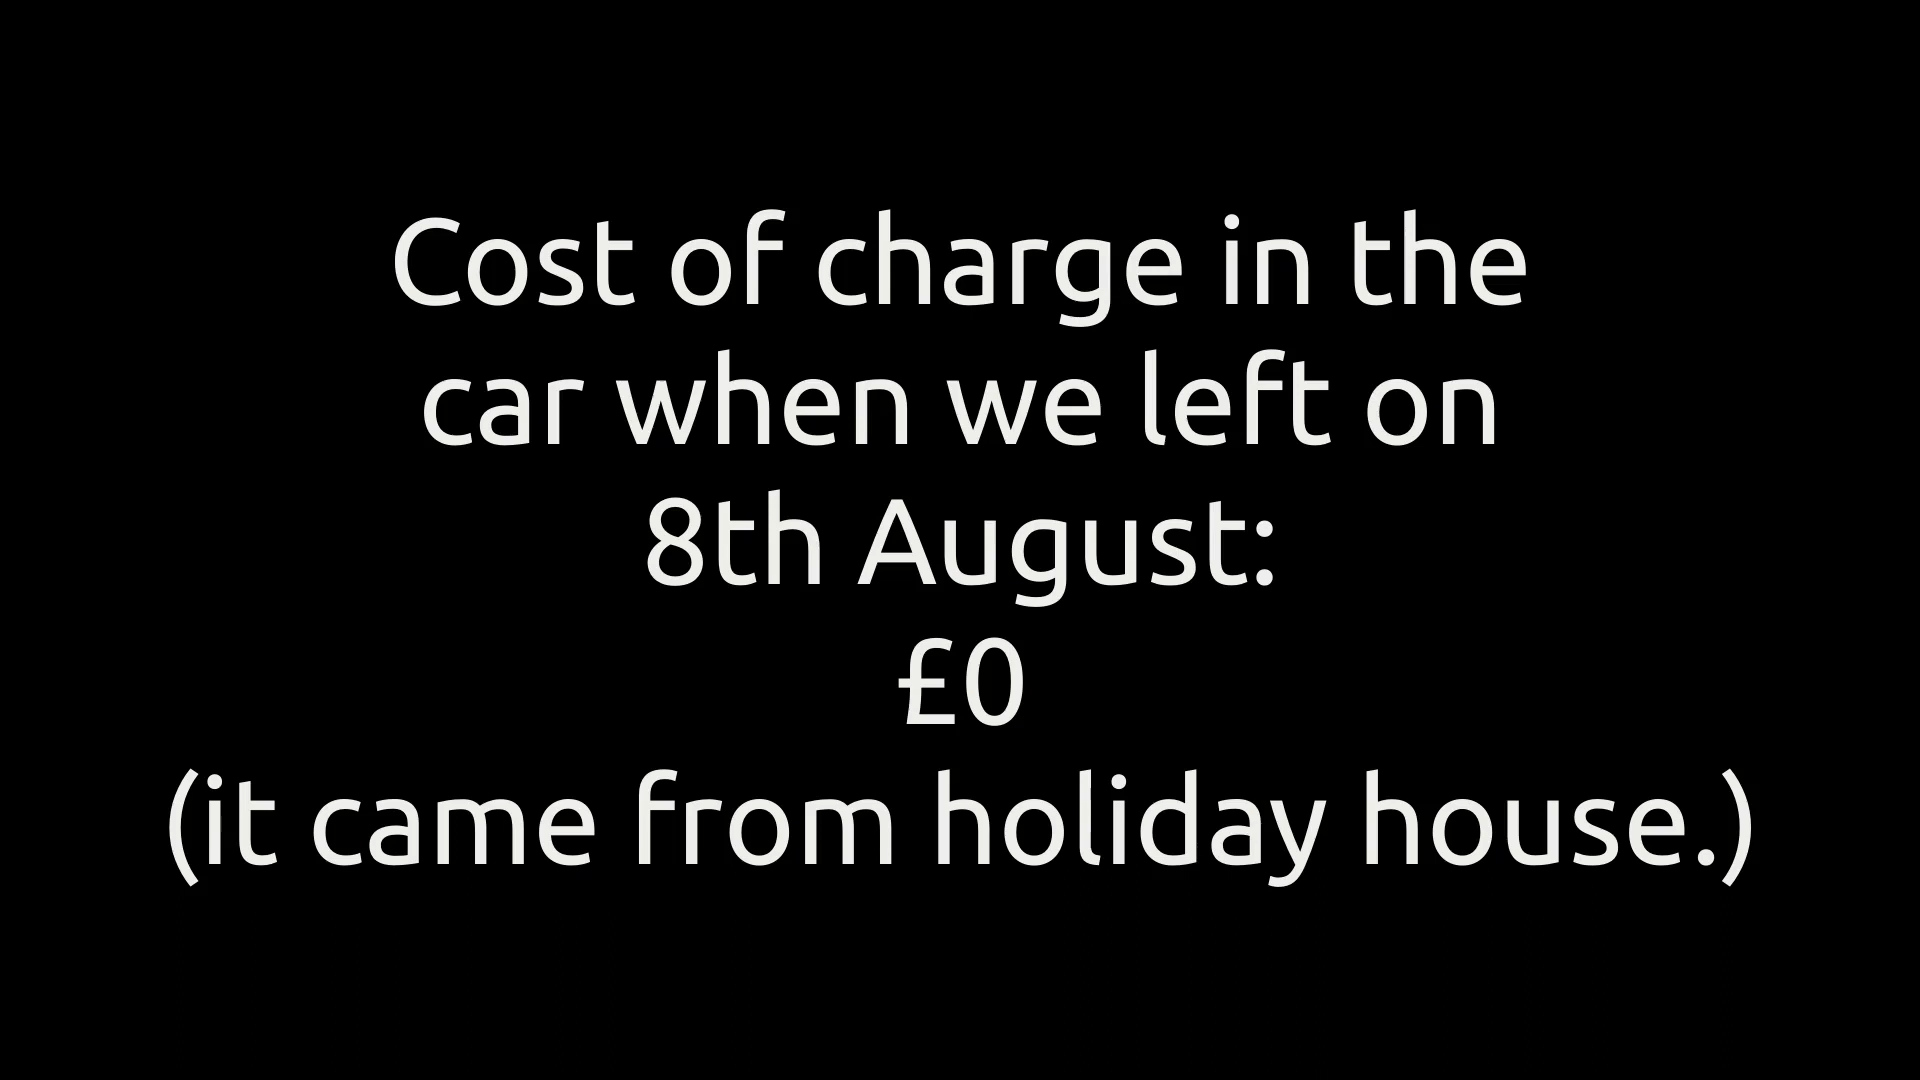 Cost of charge in the
car when we left on
8th August:
£0
(it came from holiday house.)